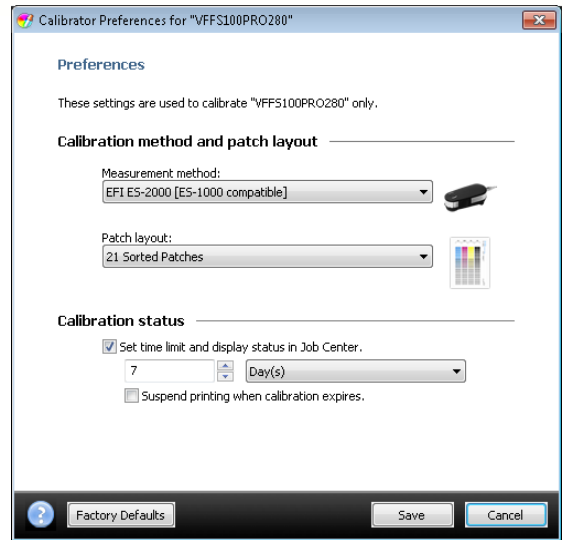 Calibrator Preferences for "VFFS100PRO280"
Preferences
These settings are used to calibrate "VFFS100PRO280" only.
Calibration method and patch layout
Measurement method:
EFI ES-2000 [ES-1000 compatible]
Patch layout:
21 Sorted Patches
Calibration status
Set time limit and display status in Job Center.
7 Day(s)
Suspend printing when calibration expires.
? Factory Defaults Save Cancel